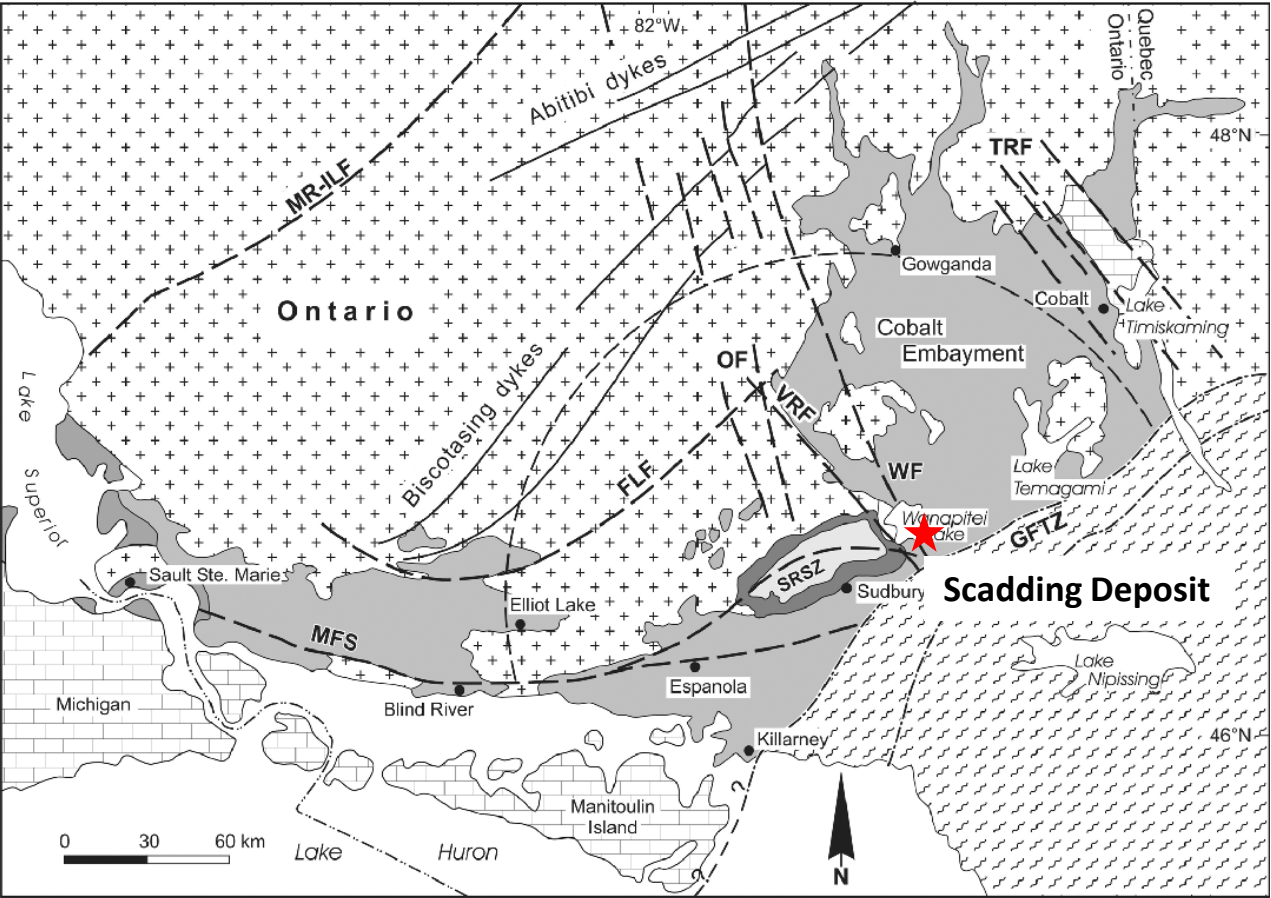 82°W
Quebec
Ontario
Abitibi dykes
48°N
TRF
MR-ILF
Gowganda
Ontario
Cobalt
Lake
Timiskaming
Cobalt
Embayment
OF
VRF
Lake
Superior
Biscotasing dykes
FLF
WF
Lake
Temagami
Wanapitei
Lake
GFTZ
SRSZ
Sault Ste. Marie
Scadding Deposit
Sudbury
Elliot Lake
MFS
Lake
Nipissing
Espanola
Michigan
Blind River
Killarney
46°N
?
Manitoulin
Island
0 30 60 km
Lake Huron
?
N